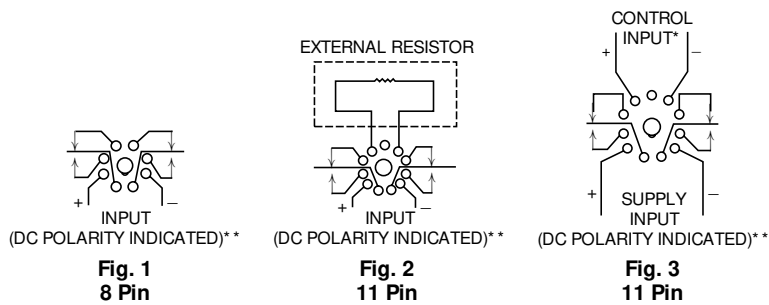 CONTROL
INPUT*
+ −
EXTERNAL RESISTOR
+ −
INPUT
(DC POLARITY INDICATED)**
Fig. 1
8 Pin
+ −
INPUT
(DC POLARITY INDICATED)**
Fig. 2
11 Pin
+ −
SUPPLY
INPUT
(DC POLARITY INDICATED)**
Fig. 3
11 Pin